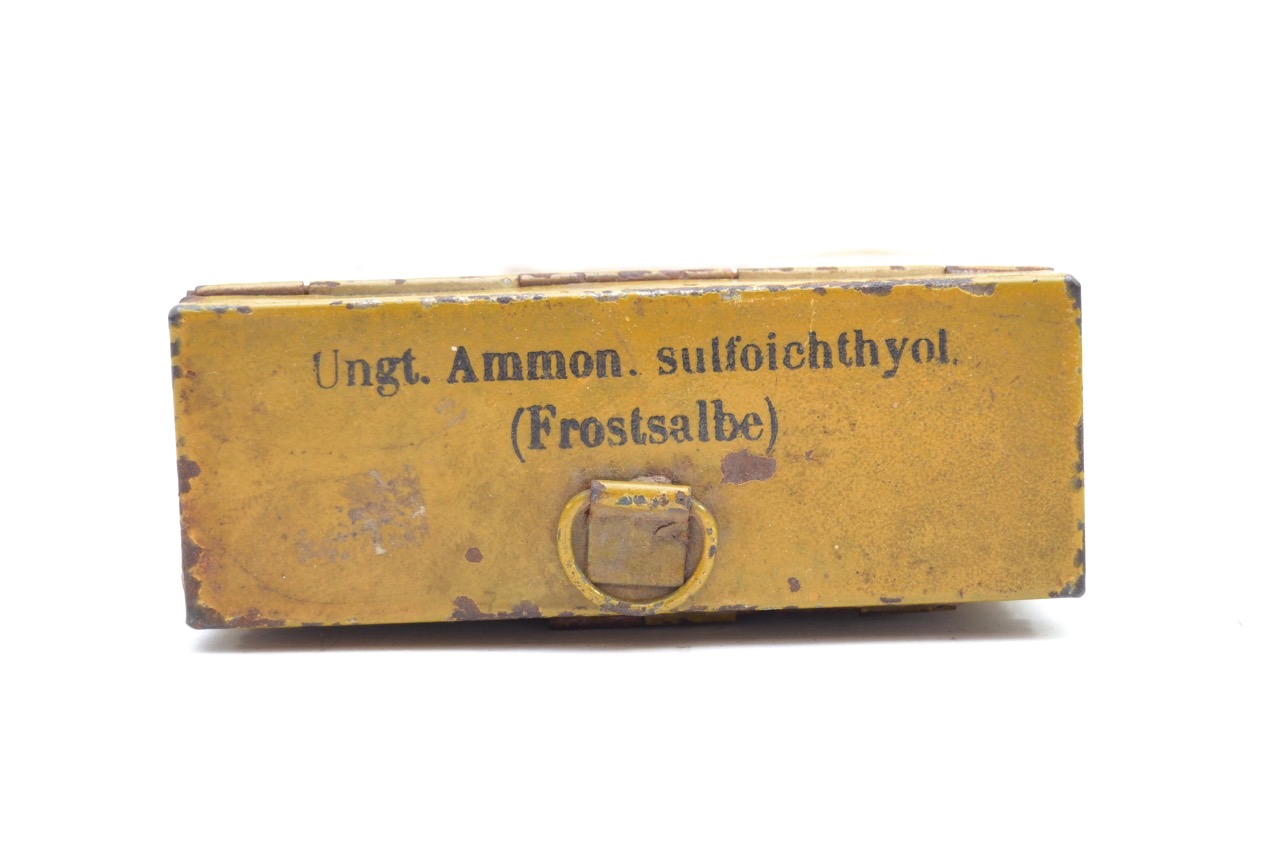 Ungt. Ammon. sulfoichthyol.
(Frostsalbe)